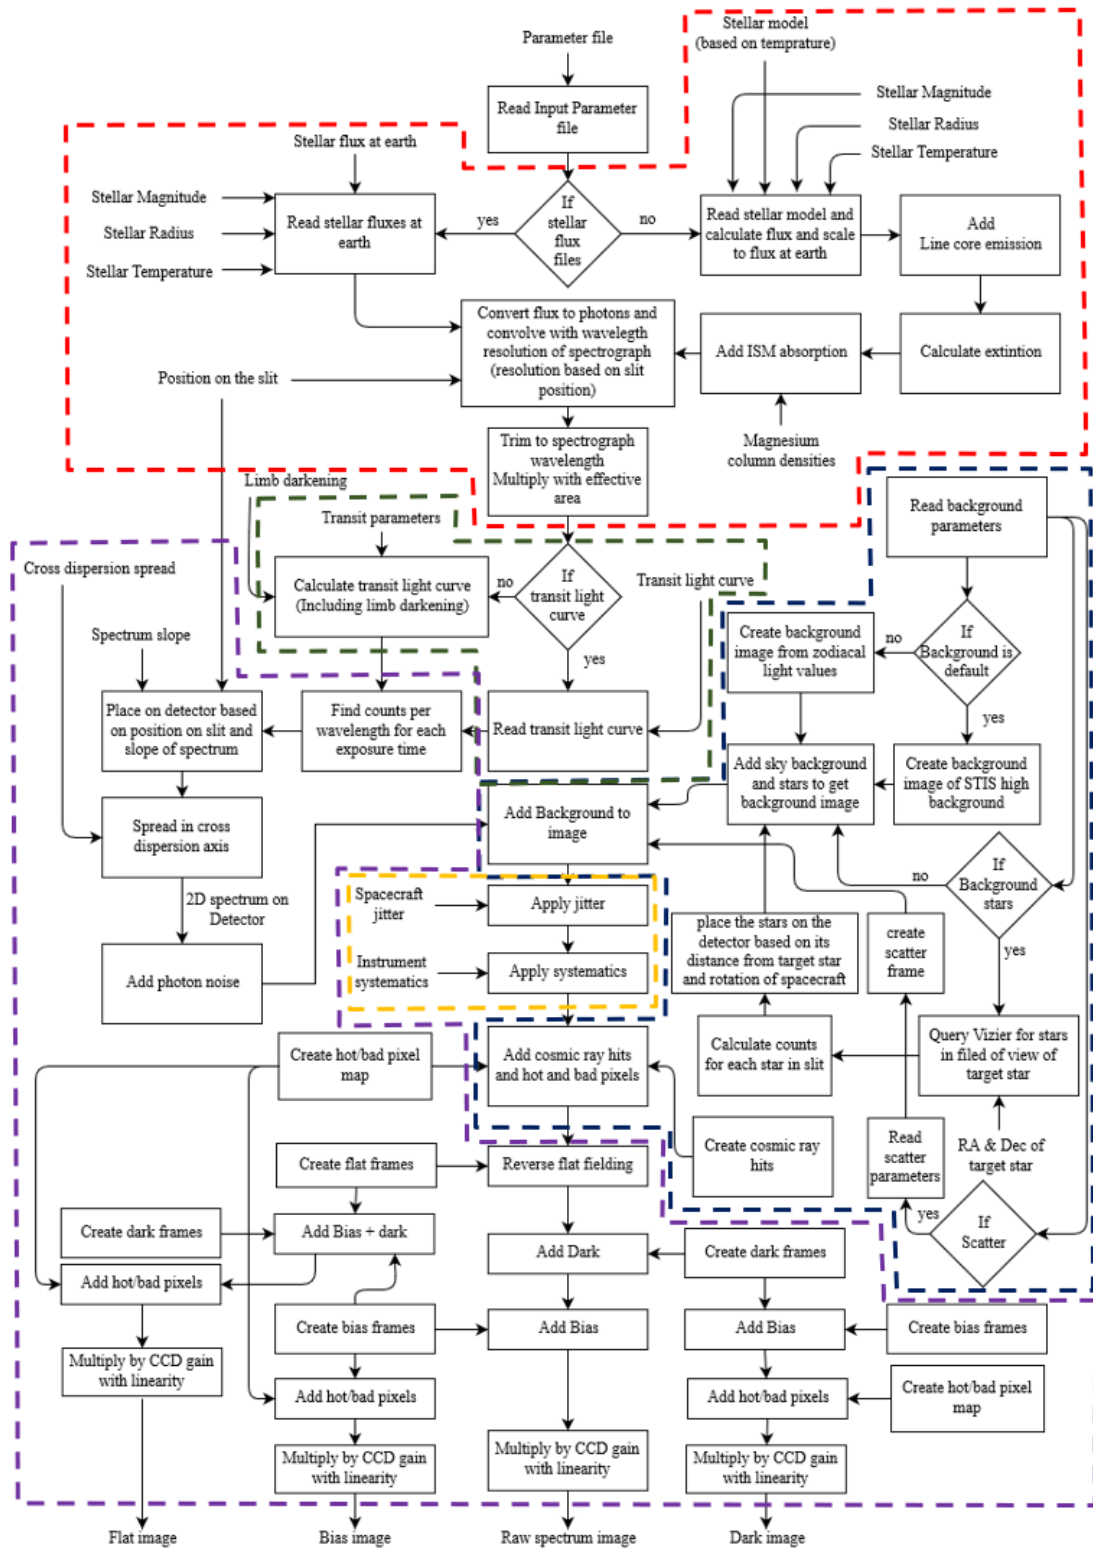 Stellar model
(based on temprature)
Parameter file
Read Input Parameter
file
Stellar Magnitude
Stellar Radius
Stellar Temperature
Stellar flux at earth
Stellar Magnitude
Stellar Radius
Stellar Temperature
Read stellar fluxes at
earth
yes
If
stellar
flux
files
no
Read stellar model and
calculate flux and scale
to flux at earth
Add
Line core emission
Convert flux to photons and
convolve with wavelegth
resolution of spectrograph
(resolution based on slit
position)
Add ISM absorption
Calculate extintion
Position on the slit
Magnesium
column densities
Trim to spectrograph
wavelength
Multiply with effective
area
Limb darkening
Transit parameters
Read background
parameters
Cross dispersion spread
Calculate transit light curve
(Including limb darkening)
no
If
transit light
curve
Transit light curve
yes
Spectrum slope
Create background
image from zodiacal
light values
no
If
Background is
default
yes
Place on detector based
on position on slit and
slope of spectrum
Find counts per
wavelength for each
exposure time
Read transit light curve
Add sky background
and stars to get
background image
Create background
image of STIS high
background
Spread in cross
dispersion axis
Add Background to
image
If
Background
stars
no
yes
2D spectrum on
Detector
Spacecraft
jitter
Apply jitter
place the stars on the
detector based on its
distance from target star
and rotation of spacecraft
create
scatter
frame
Add photon noise
Instrument
systematics
Apply systematics
Create hot/bad pixel
map
Add cosmic ray hits
and hot and bad pixels
Calculate counts
for each star in slit
Query Vizier for stars
in filed of view of
target star
Create cosmic ray
hits
Read
scatter
parameters
RA & Dec of
target star
Create flat frames
Reverse flat fielding
yes
If
Scatter
Create dark frames
Add Bias + dark
Add Dark
Create dark frames
Add hot/bad pixels
Create bias frames
Add Bias
Add Bias
Create bias frames
Multiply by CCD gain
with linearity
Add hot/bad pixels
Add hot/bad pixels
Create hot/bad pixel
map
Multiply by CCD gain
with linearity
Multiply by CCD gain
with linearity
Multiply by CCD gain
with linearity
Flat image
Bias image
Raw spectrum image
Dark image